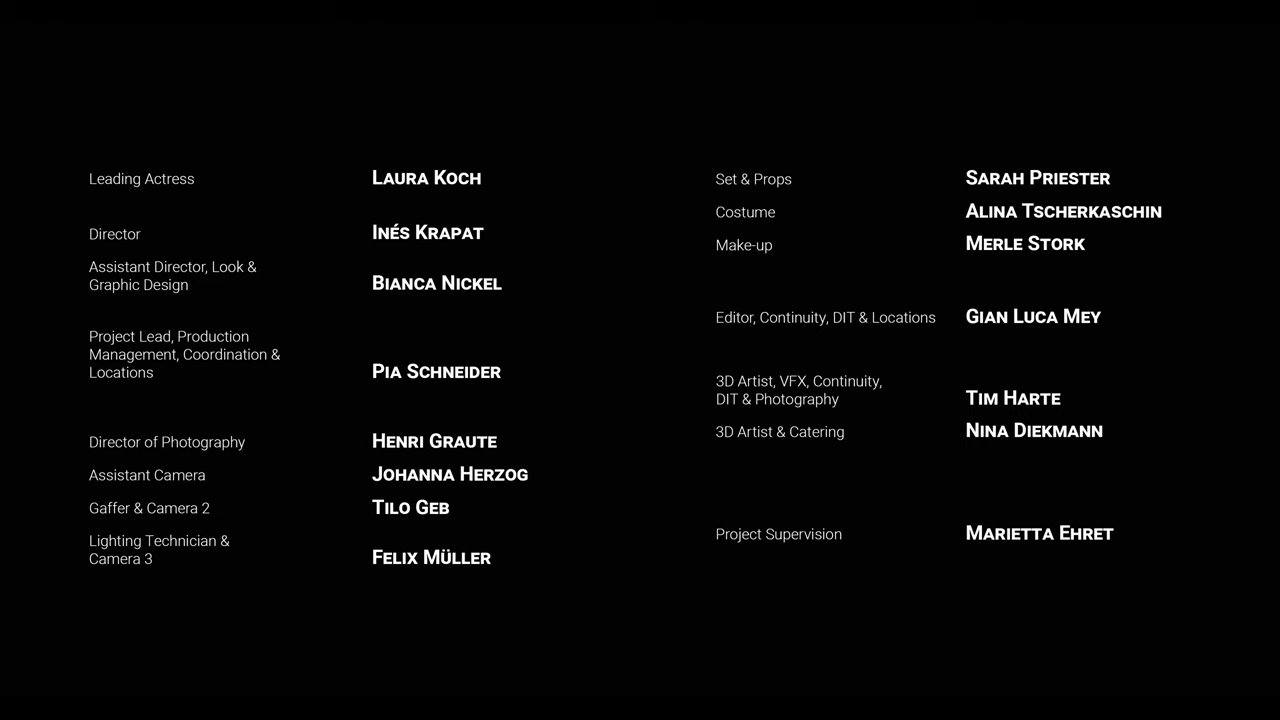 Leading Actress LAURA KOCH
Director INÉS KRAPAT
Assistant Director, Look &
Graphic Design BIANCA NICKEL
Project Lead, Production
Management, Coordination &
Locations PIA SCHNEIDER
Director of Photography HENRI GRAUTE
Assistant Camera JOHANNA HERZOG
Gaffer & Camera 2 TILO GEB
Lighting Technician &
Camera 3 FELIX MÜLLER
Set & Props SARAH PRIESTER
Costume ALINA TSCHERKASCHIN
Make-up MERLE STORK
Editor, Continuity, DIT & Locations GIAN LUCA MEY
3D Artist, VFX, Continuity,
DIT & Photography TIM HARTE
3D Artist & Catering NINA DIEKMANN
Project Supervision MARIETTA EHRET